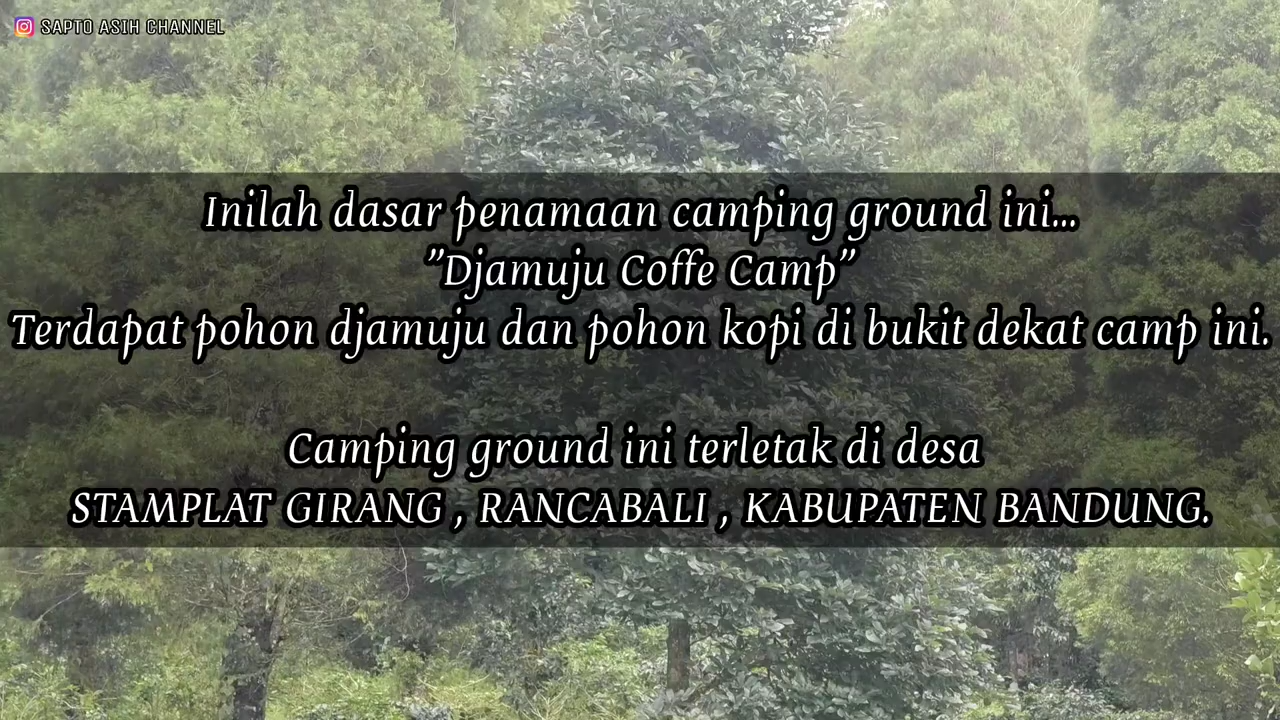 SAPTO ASIH CHANNEL
Inilah dasar penamaan camping ground ini...
"Djamuju Coffe Camp"
Terdapat pohon djamuju dan pohon kopi di bukit dekat camp ini.
Camping ground ini terletak di desa
STAMPLAT GIRANG , RANCABALI , KABUPATEN BANDUNG.